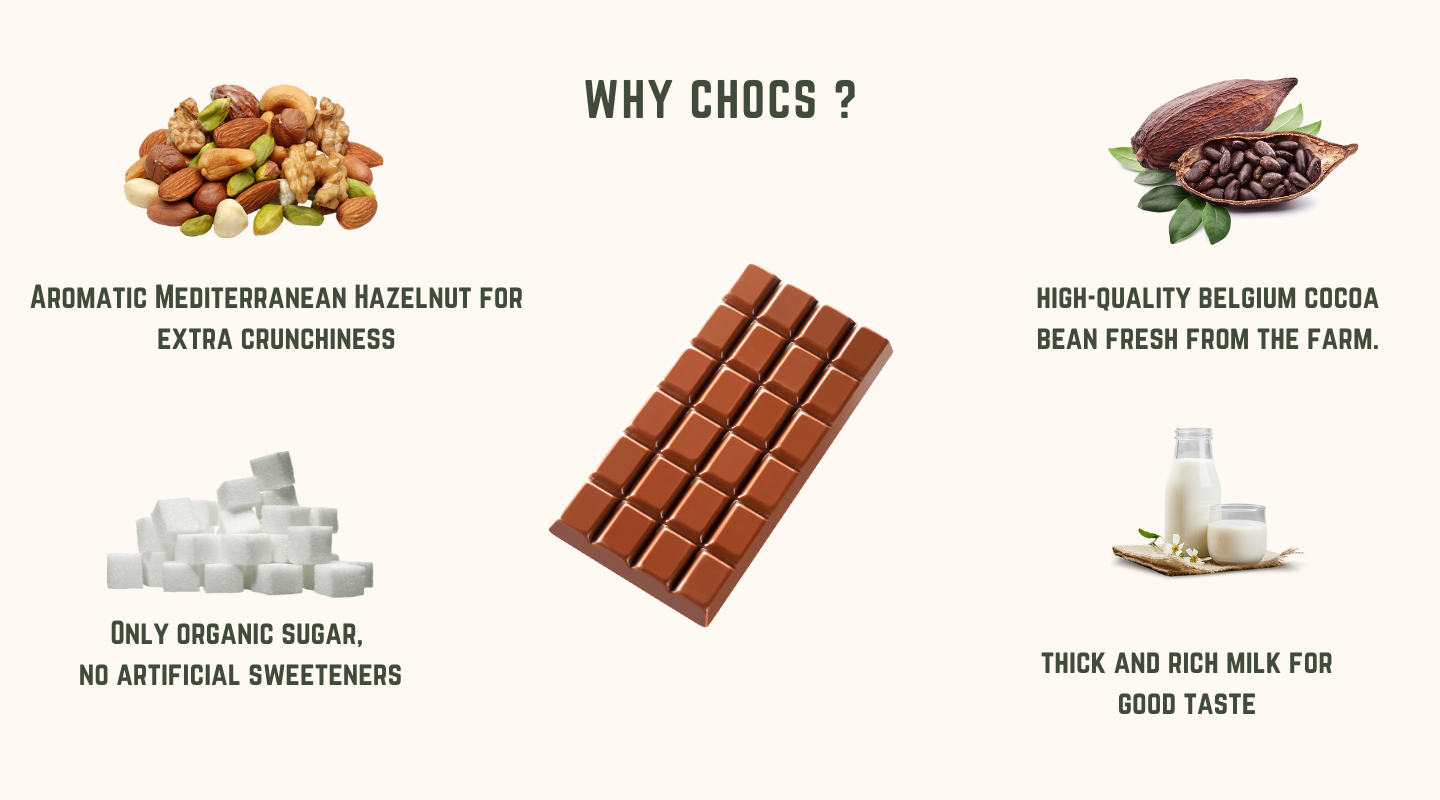 WHY CHOCS ?
Aromatic Mediterranean Hazelnut for
extra crunchiness
high-quality belgium cocoa
bean fresh from the farm.
Only organic sugar,
no artificial sweeteners
thick and rich milk for
good taste